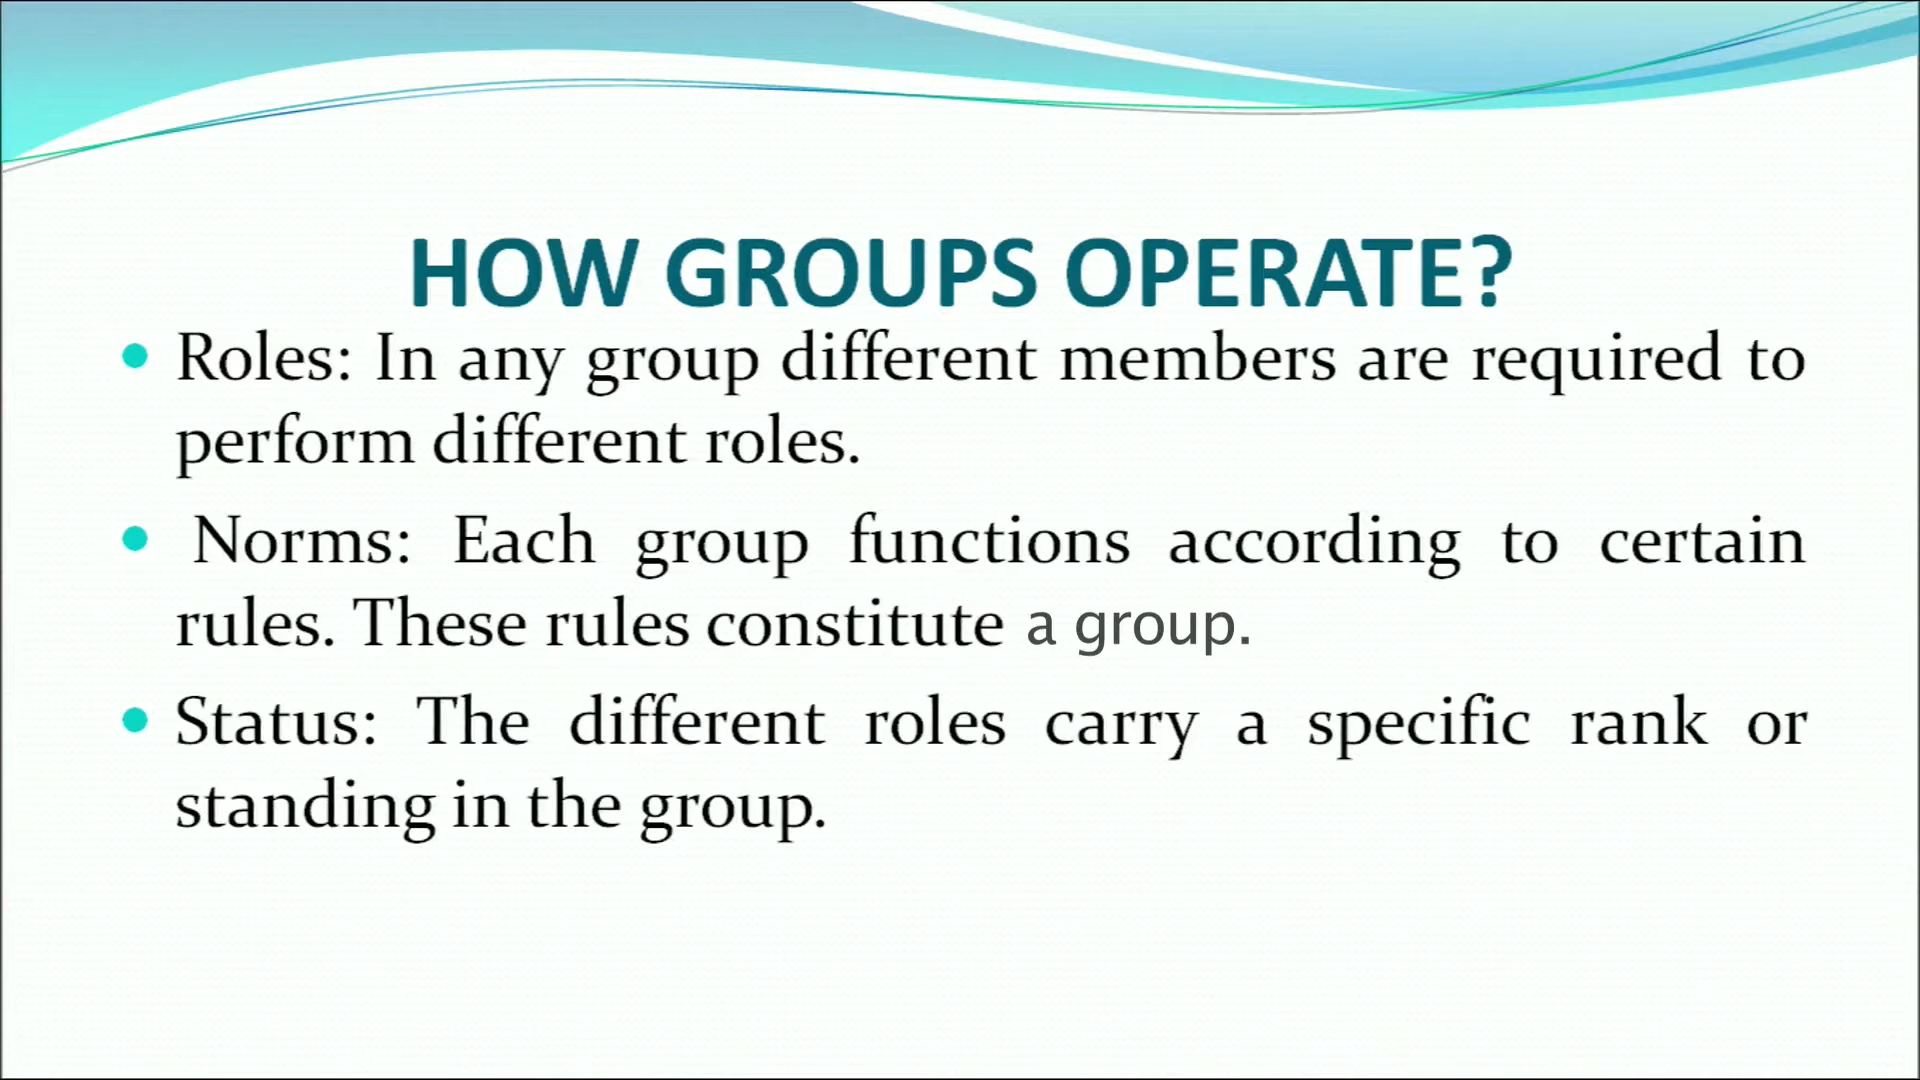 HOW GROUPS OPERATE?
• Roles: In any group different members are required to
perform different roles.
• Norms: Each group functions according to certain
rules. These rules constitute a group.
• Status: The different roles carry a specific rank or
standing in the group.